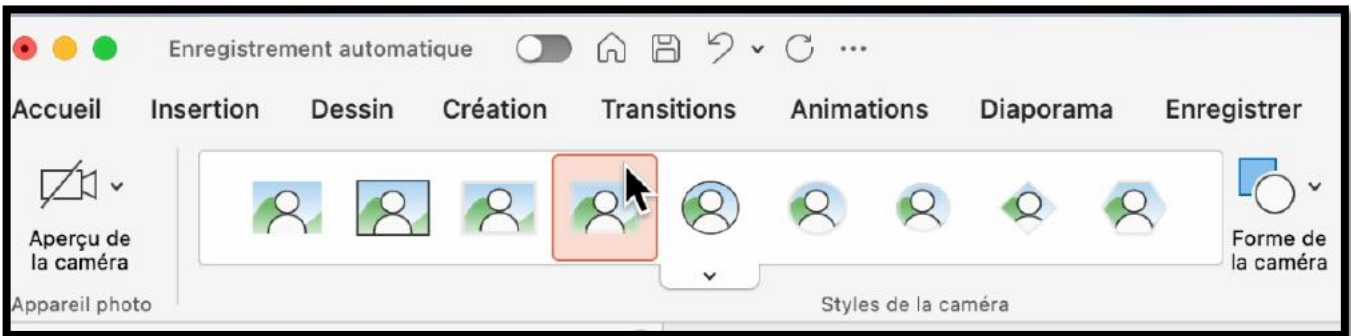 Enregistrement automatique
Accueil Insertion Dessin Création Transitions Animations Diaporama Enregistrer
Aperçu de
la caméra
Forme de
la caméra
Appareil photo
Styles de la caméra